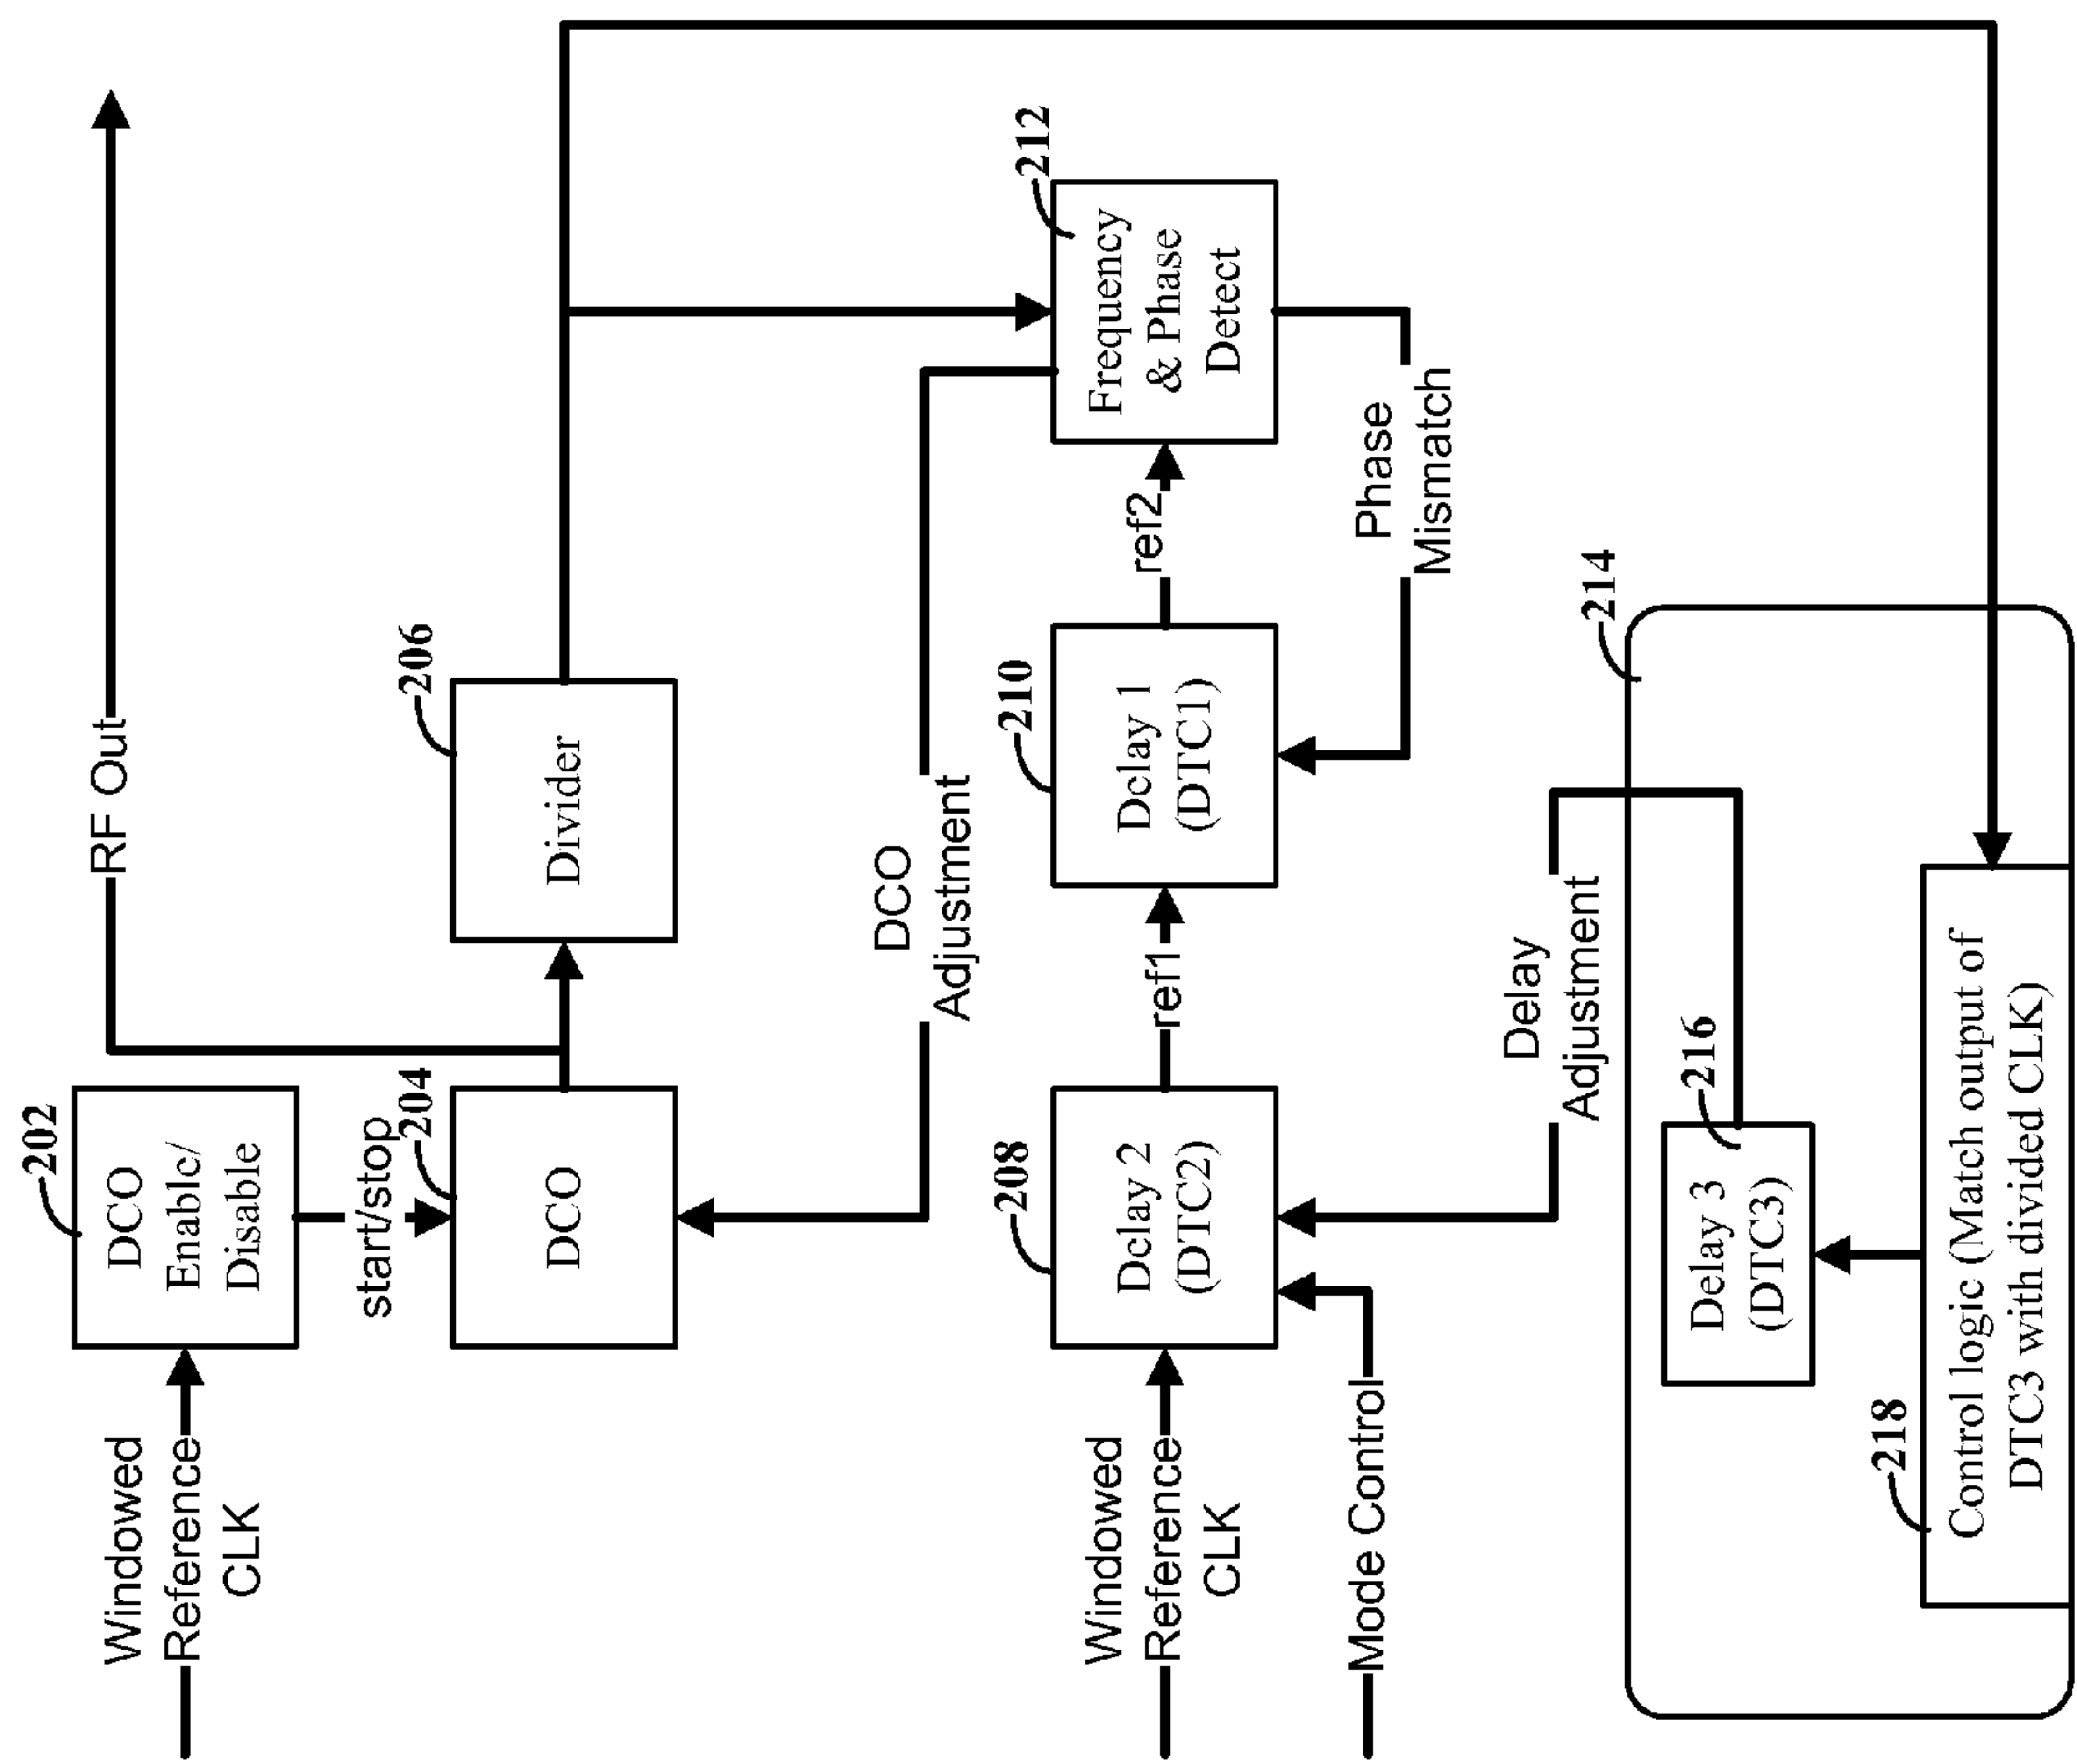 Windowed
Reference
CLK
202
DCO
Enable/
Disable
start/stop
204
DCO
RF Out
206
Divider
DCO
Adjustment
Windowed
Reference
CLK
Mode Control
208
Delay 2
(DTC2)
ref1
210
Delay 1
(DTC1)
ref2
212
Frequency
& Phase
Detect
Phase
Mismatch
Delay
Adjustment
214
216
Delay 3
(DTC3)
218
Control logic (Match output of
DTC3 with divided CLK)